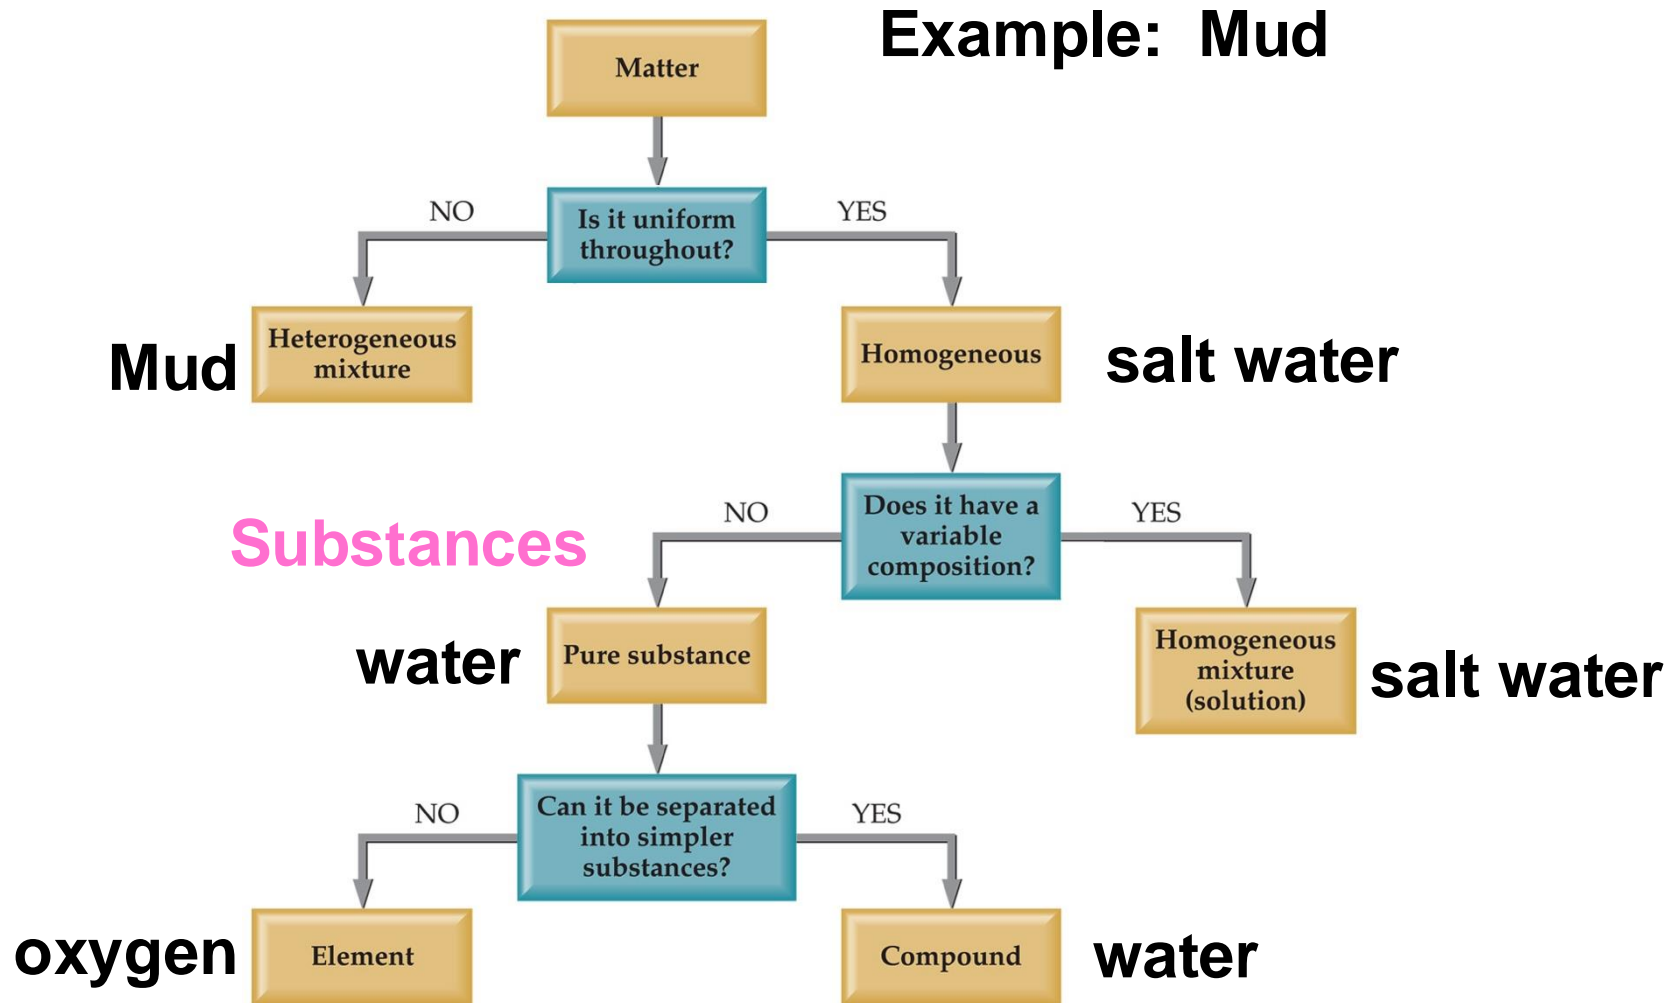 Example: Mud
Matter
NO
Is it uniform
throughout?
YES
Mud
Heterogeneous
mixture
Homogeneous
salt water
Substances
NO
Does it have a
variable
composition?
YES
water
Pure substance
Homogeneous
mixture
(solution)
salt water
NO
Can it be separated
into simpler
substances?
YES
oxygen
Element
Compound
water